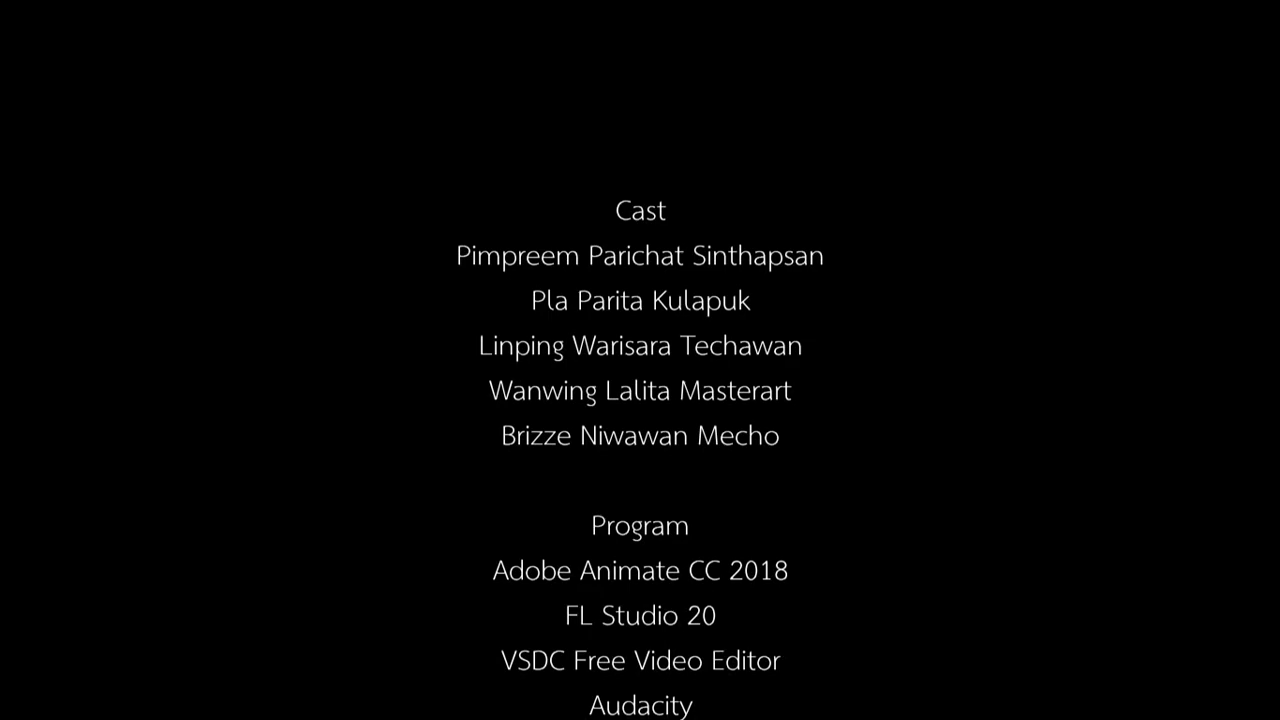 Cast
Pimpreem Parichat Sinthapsan
Pla Parita Kulapuk
Linping Warisara Techawan
Wanwing Lalita Masterart
Brizze Niwawan Mecho
Program
Adobe Animate CC 2018
FL Studio 20
VSDC Free Video Editor
Audacity